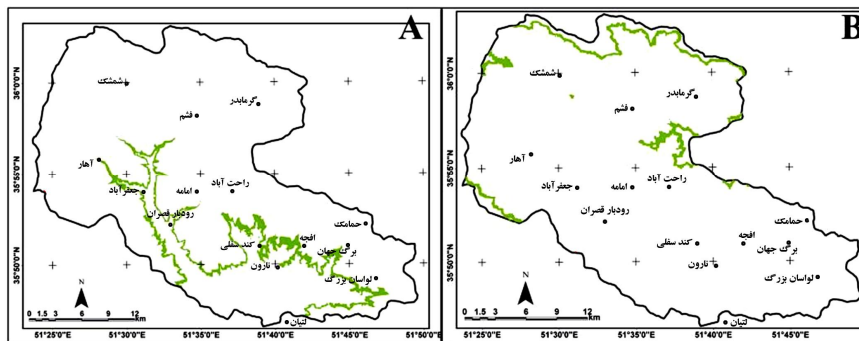 A
36°0'0"N
35°55'0"N
35°50'0"N
شمشک
گرمابدر
فشم
آهار
جعفرآباد
امامه
راحت آباد
رودبار قصران
حمامک
کند سفلی
افجه
برگ جهان
نارون
لواسان بزرگ
لتیان
N
0 1.5 3 6 9 12
km
51°25'0"E
51°30'0"E
51°35'0"E
51°40'0"E
51°45'0"E
51°50'0"E
B
36°0'0"N
35°55'0"N
35°50'0"N
شمشک
گرمابدر
فشم
آهار
جعفرآباد
امامه
راحت آباد
رودبار قصران
حمامک
کند سفلی
افجه
برگ جهان
نارون
لواسان بزرگ
لتیان
N
0 1.5 3 6 9 12
km
51°25'0"E
51°30'0"E
51°35'0"E
51°40'0"E
51°45'0"E